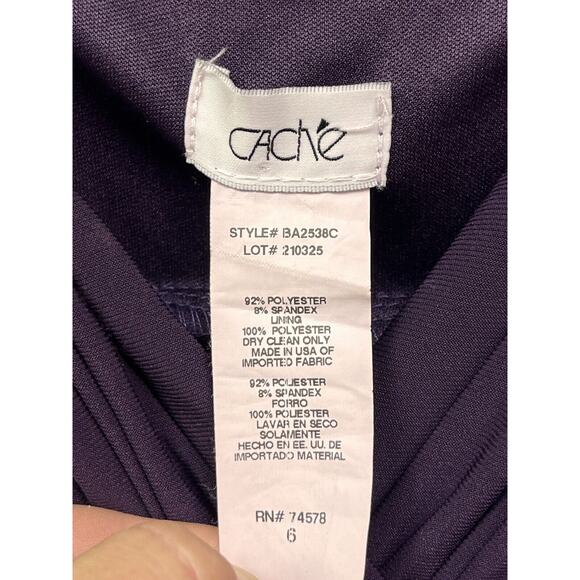 CACHÉ
STYLE# BA2538C
LOT# 210325
92% POLYESTER
8% SPANDEX
LINING
100% POLYESTER
DRY CLEAN ONLY
MADE IN USA OF
IMPORTED FABRIC
92% POLIESTER
8% SPANDEX
FORRO
100% POLIESTER
LAVAR EN SECO
SOLAMENTE
HECHO EN EE. UU. DE
IMPORTADO MATERIAL
RN# 74578
6